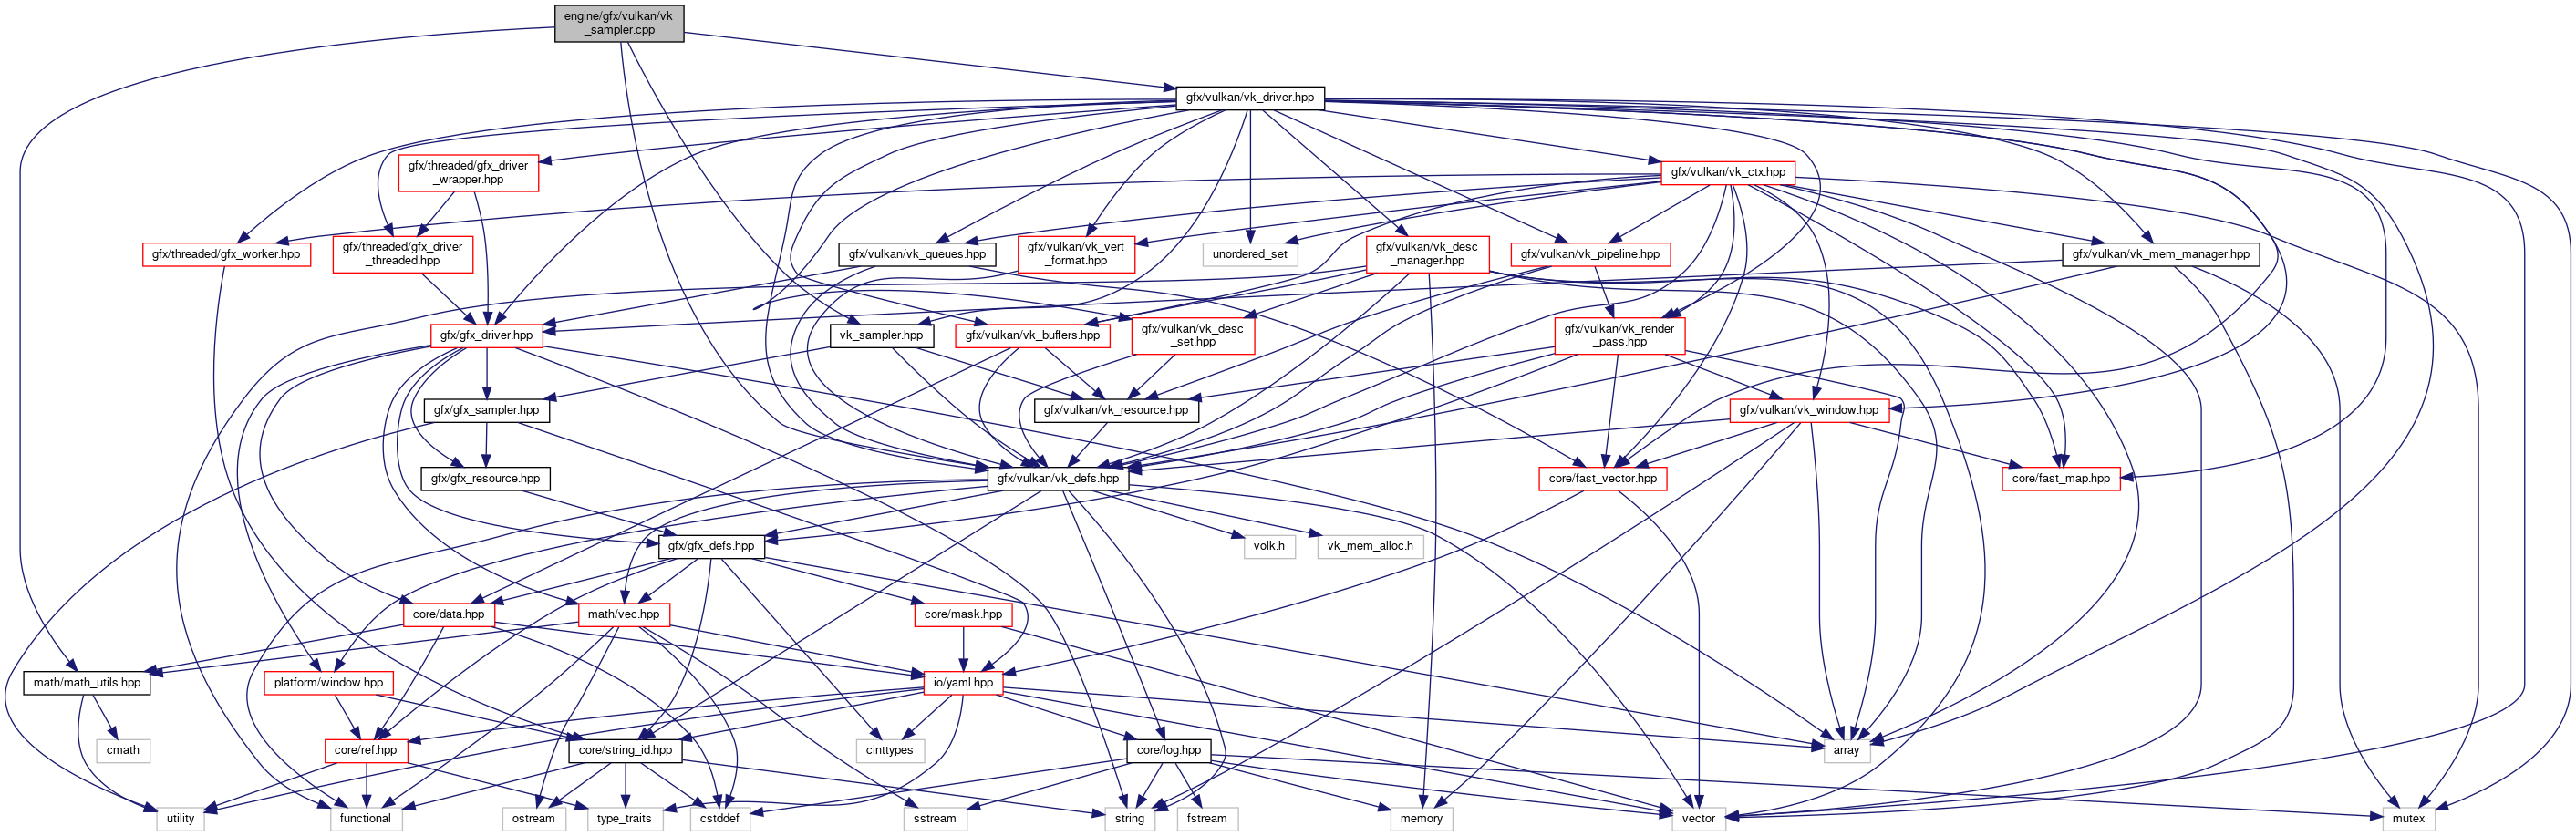 engine/gfx/vulkan/vk
_sampler.cpp
gfx/vulkan/vk_driver.hpp
gfx/threaded/gfx_driver
_wrapper.hpp
gfx/vulkan/vk_ctx.hpp
gfx/threaded/gfx_worker.hpp
gfx/threaded/gfx_driver
_threaded.hpp
gfx/vulkan/vk_queues.hpp
gfx/vulkan/vk_vert
_format.hpp
unordered_set
gfx/vulkan/vk_desc
_manager.hpp
gfx/vulkan/vk_pipeline.hpp
gfx/vulkan/vk_mem_manager.hpp
gfx/gfx_driver.hpp
vk_sampler.hpp
gfx/vulkan/vk_buffers.hpp
gfx/vulkan/vk_desc
_set.hpp
gfx/vulkan/vk_render
_pass.hpp
gfx/gfx_sampler.hpp
gfx/vulkan/vk_resource.hpp
gfx/vulkan/vk_window.hpp
gfx/gfx_resource.hpp
gfx/vulkan/vk_defs.hpp
core/fast_vector.hpp
core/fast_map.hpp
gfx/gfx_defs.hpp
volk.h
vk_mem_alloc.h
core/data.hpp
math/vec.hpp
core/mask.hpp
math/math_utils.hpp
platform/window.hpp
io/yaml.hpp
cmath
core/ref.hpp
core/string_id.hpp
cinttypes
core/log.hpp
array
utility
functional
ostream
type_traits
cstddef
sstream
string
fstream
memory
vector
mutex